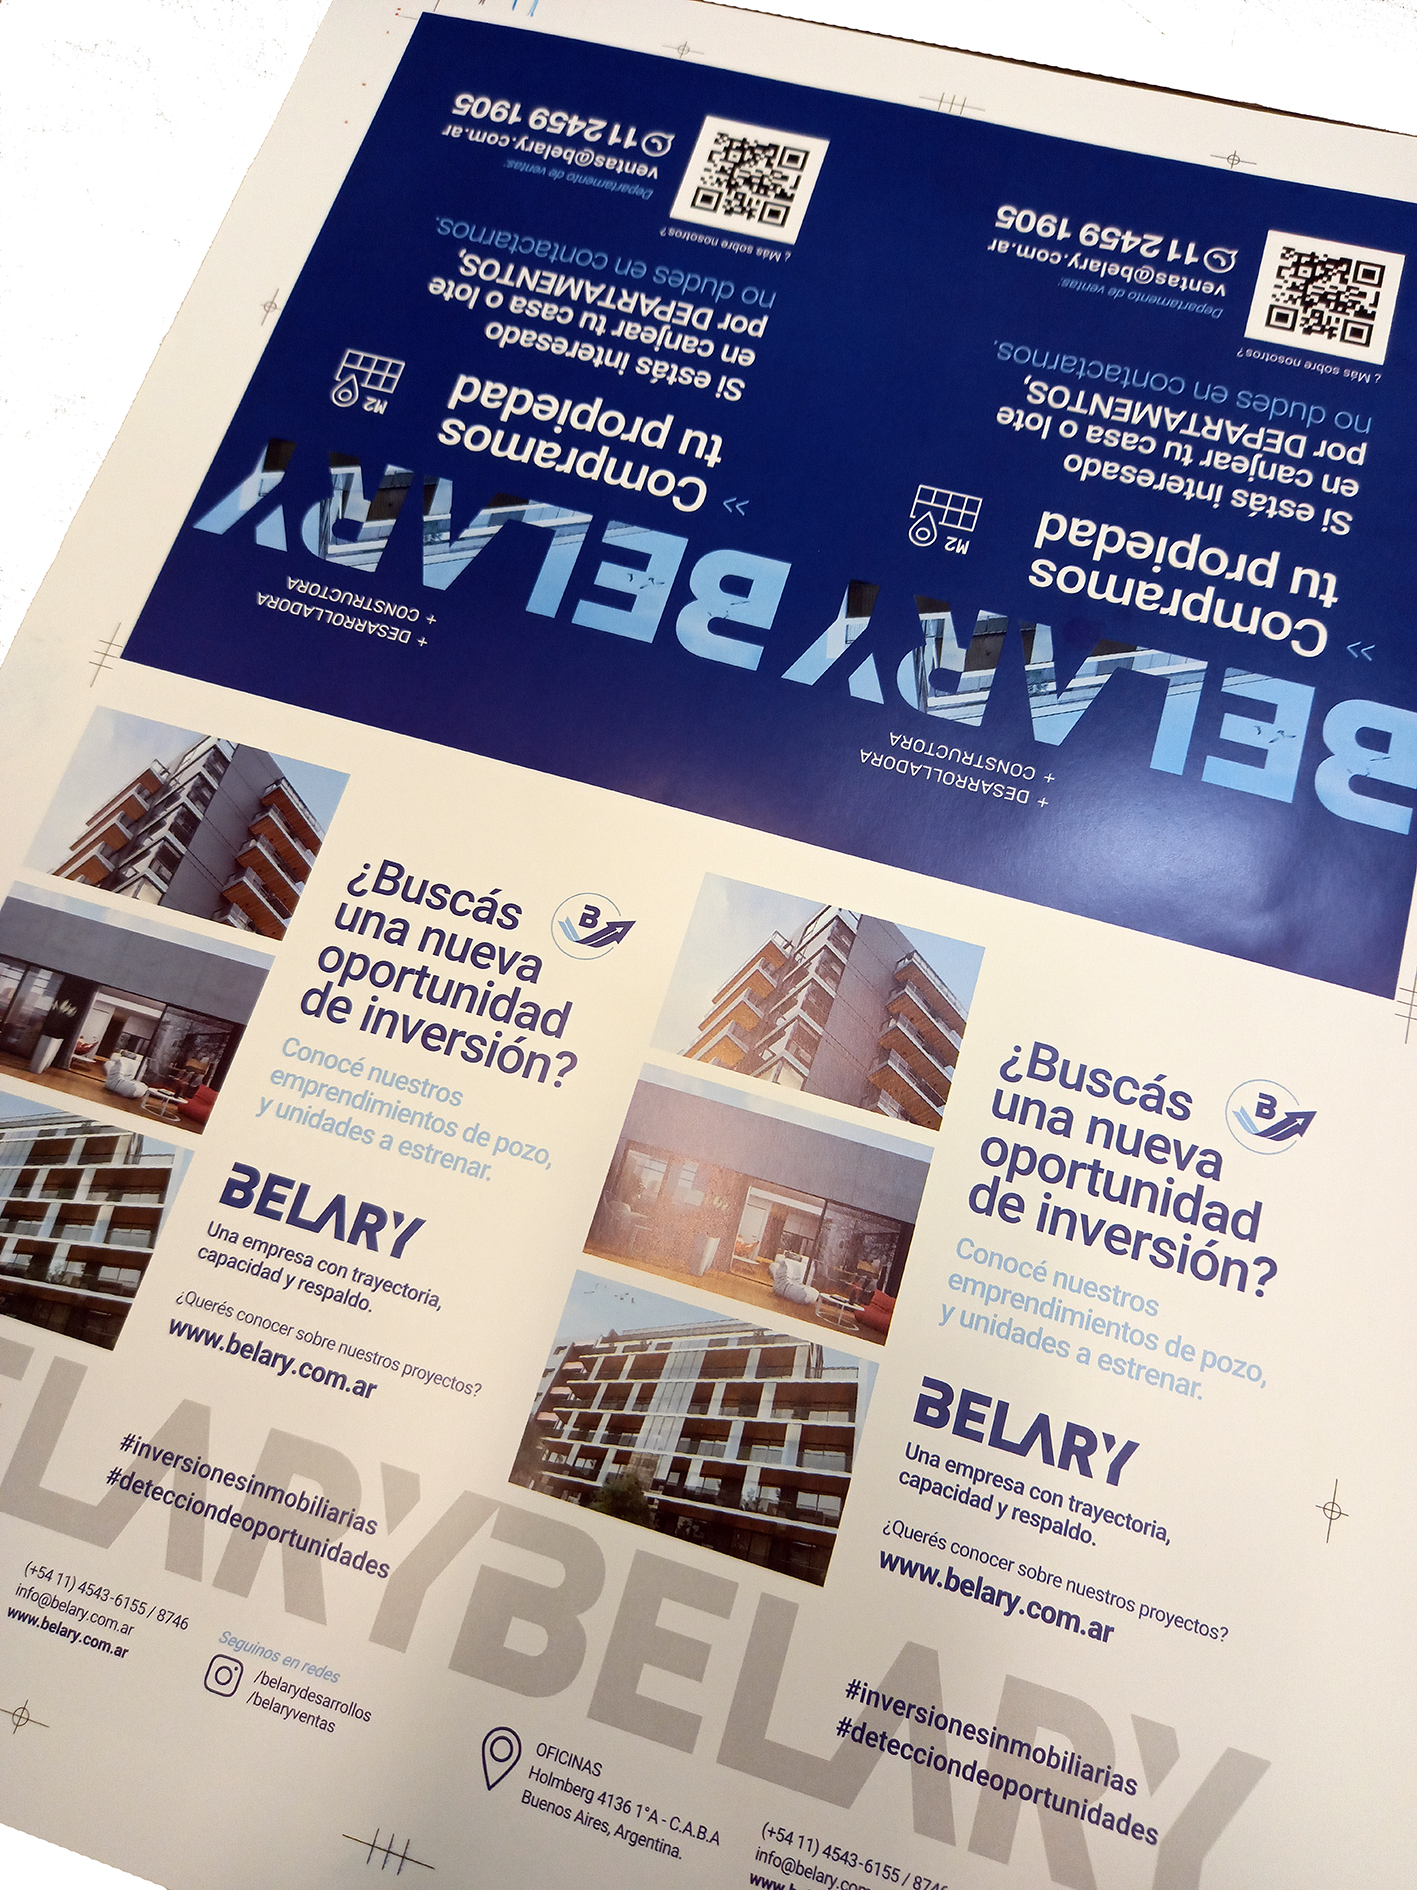 BELARY
+ DESARROLLADORA
+ CONSTRUCTORA
>> Compramos
tu propiedad
M2
Si estás interesado
en canjear tu casa o lote
por DEPARTAMENTOS,
no dudes en contactarnos.
¿Más sobre nosotros?
Departamento de ventas:
ventas@belary.com.ar
11 2459 1905
BELARY
+ DESARROLLADORA
+ CONSTRUCTORA
>> Compramos
tu propiedad
M2
Si estás interesado
en canjear tu casa o lote
por DEPARTAMENTOS,
no dudes en contactarnos.
¿Más sobre nosotros?
Departamento de ventas:
ventas@belary.com.ar
11 2459 1905
¿Buscás
una nueva
oportunidad
de inversión?
B
Conocé nuestros
emprendimientos de pozo,
y unidades a estrenar.
BELARY
Una empresa con trayectoria,
capacidad y respaldo.
¿Querés conocer sobre nuestros proyectos?
www.belary.com.ar
ELARY
#inversionesinmobiliarias
#detecciondeoportunidades
(+54 11) 4543-6155 / 8746
info@belary.com.ar
www.belary.com.ar
Seguinos en redes
/belarydesarrollos
/belaryventas
OFICINAS
Holmberg 4136 1°A - C.A.B.A
Buenos Aires, Argentina.
¿Buscás
una nueva
oportunidad
de inversión?
B
Conocé nuestros
emprendimientos de pozo,
y unidades a estrenar.
BELARY
Una empresa con trayectoria,
capacidad y respaldo.
¿Querés conocer sobre nuestros proyectos?
www.belary.com.ar
BELARY
#inversionesinmobiliarias
#detecciondeoportunidades
(+54 11) 4543-6155 / 874
info@belary.com
www.b